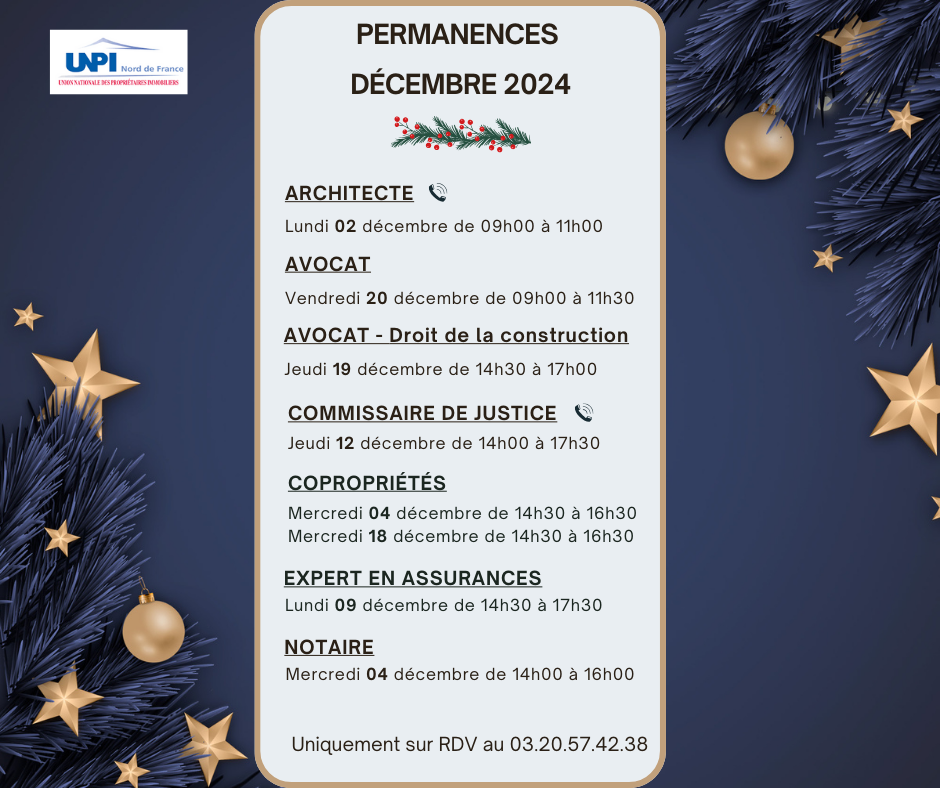 UNPI Nord de France
UNION NATIONALE DES PROPRIÉTAIRES IMMOBILIERS
PERMANENCES
DÉCEMBRE 2024
ARCHITECTE
Lundi 02 décembre de 09h00 à 11h00
AVOCAT
Vendredi 20 décembre de 09h00 à 11h30
AVOCAT - Droit de la construction
Jeudi 19 décembre de 14h30 à 17h00
COMMISSAIRE DE JUSTICE
Jeudi 12 décembre de 14h00 à 17h30
COPROPRIÉTÉS
Mercredi 04 décembre de 14h30 à 16h30
Mercredi 18 décembre de 14h30 à 16h30
EXPERT EN ASSURANCES
Lundi 09 décembre de 14h30 à 17h30
NOTAIRE
Mercredi 04 décembre de 14h00 à 16h00
Uniquement sur RDV au 03.20.57.42.38